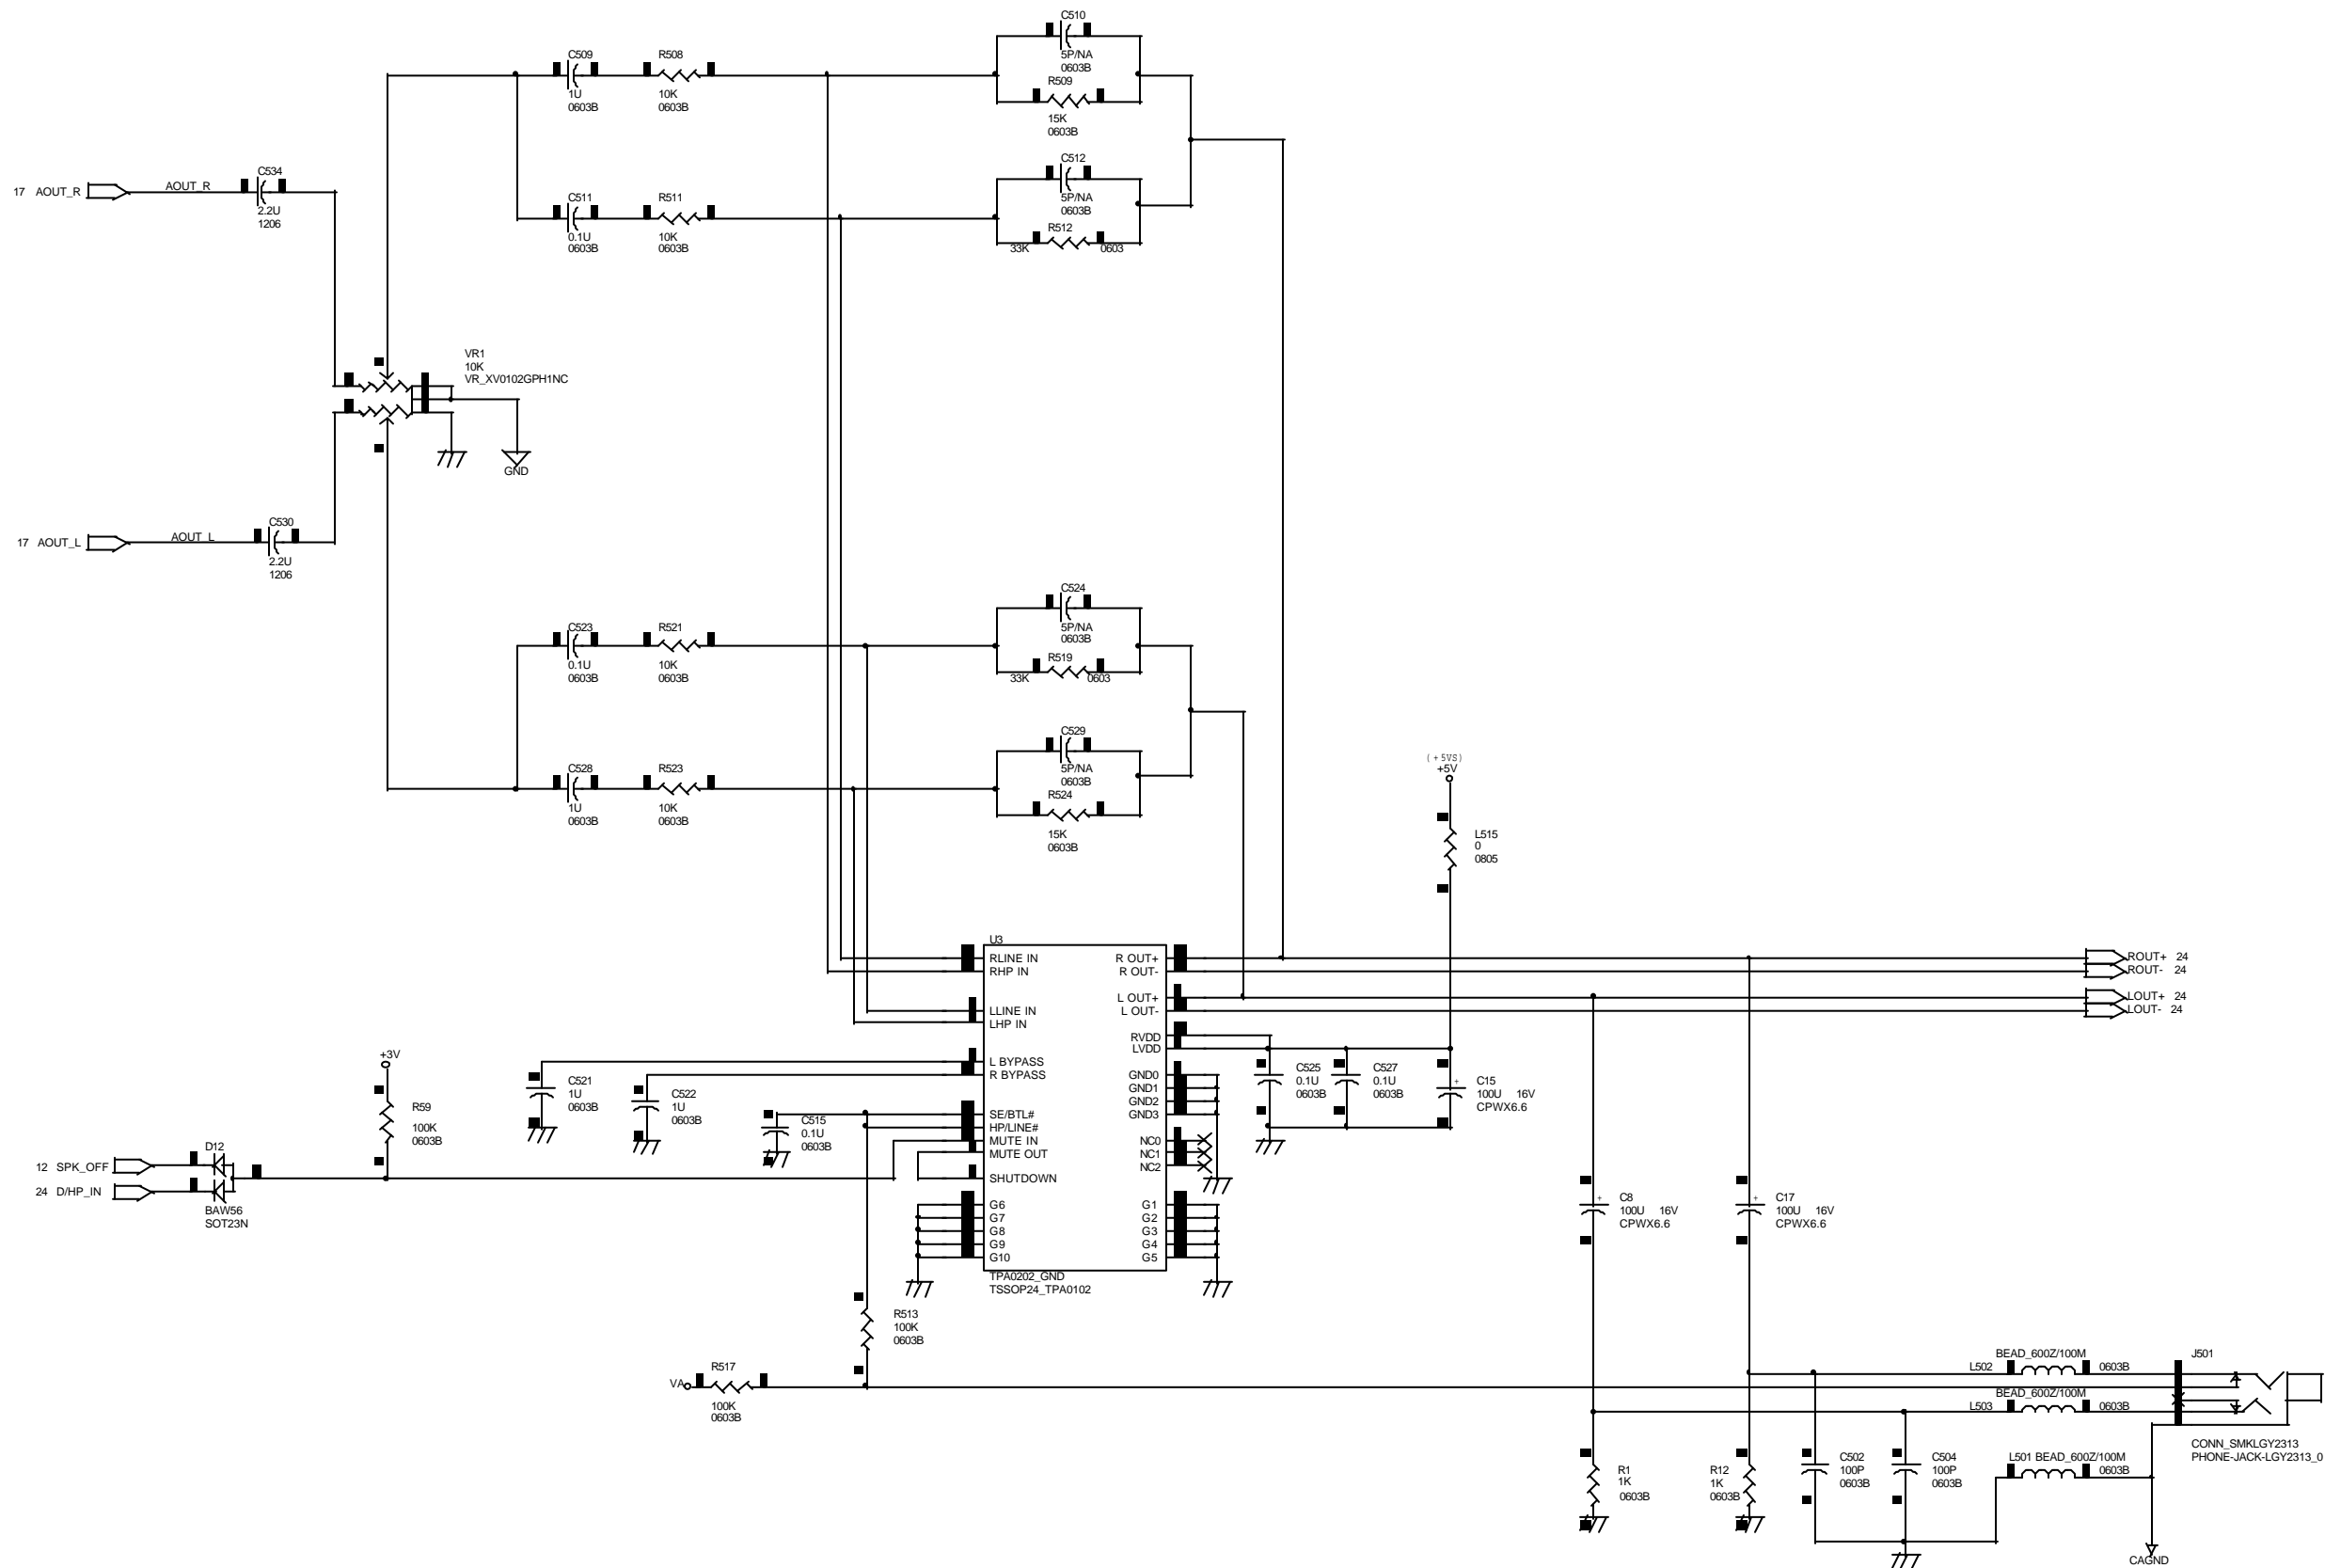 C510
5P/NA
0603B
R509
15K
0603B
C509
1U
0603B
R508
10K
0603B
C512
5P/NA
0603B
R512
33K
0603
C511
0.1U
0603B
R511
10K
0603B
17 AOUT_R
AOUT_R
C534
2.2U
1206
VR1
10K
VR_XV0102GPH1NC
GND
17 AOUT_L
AOUT_L
C530
2.2U
1206
C524
5P/NA
0603B
R519
33K
0603
C523
0.1U
0603B
R521
10K
0603B
C529
5P/NA
0603B
R524
15K
0603B
C528
1U
0603B
R523
10K
0603B
(+5VS)
+5V
L515
0
0805
U3
RLINE IN
RHP IN
LLINE IN
LHP IN
L BYPASS
R BYPASS
SE/BTL#
HP/LINE#
MUTE IN
MUTE OUT
SHUTDOWN
G6
G7
G8
G9
G10
R OUT+
R OUT-
L OUT+
L OUT-
RVDD
LVDD
GND0
GND1
GND2
GND3
NC0
NC1
NC2
G1
G2
G3
G4
G5
TPA0202_GND
TSSOP24_TPA0102
ROUT+ 24
ROUT- 24
LOUT+ 24
LOUT- 24
+3V
R59
100K
0603B
C521
1U
0603B
C522
1U
0603B
C515
0.1U
0603B
C525
0.1U
0603B
C527
0.1U
0603B
+
C15
100U 16V
CPWX6.6
12 SPK_OFF
24 D/HP_IN
D12
BAW56
SOT23N
+
C8
100U 16V
CPWX6.6
+
C17
100U 16V
CPWX6.6
R513
100K
0603B
VA
R517
100K
0603B
BEAD_600Z/100M
L502
0603B
J501
BEAD_600Z/100M
L503
0603B
CONN_SMKLGY2313
PHONE-JACK-LGY2313_0
R1
1K
0603B
R12
1K
0603B
C502
100P
0603B
C504
100P
0603B
L501 BEAD_600Z/100M
0603B
CAGND